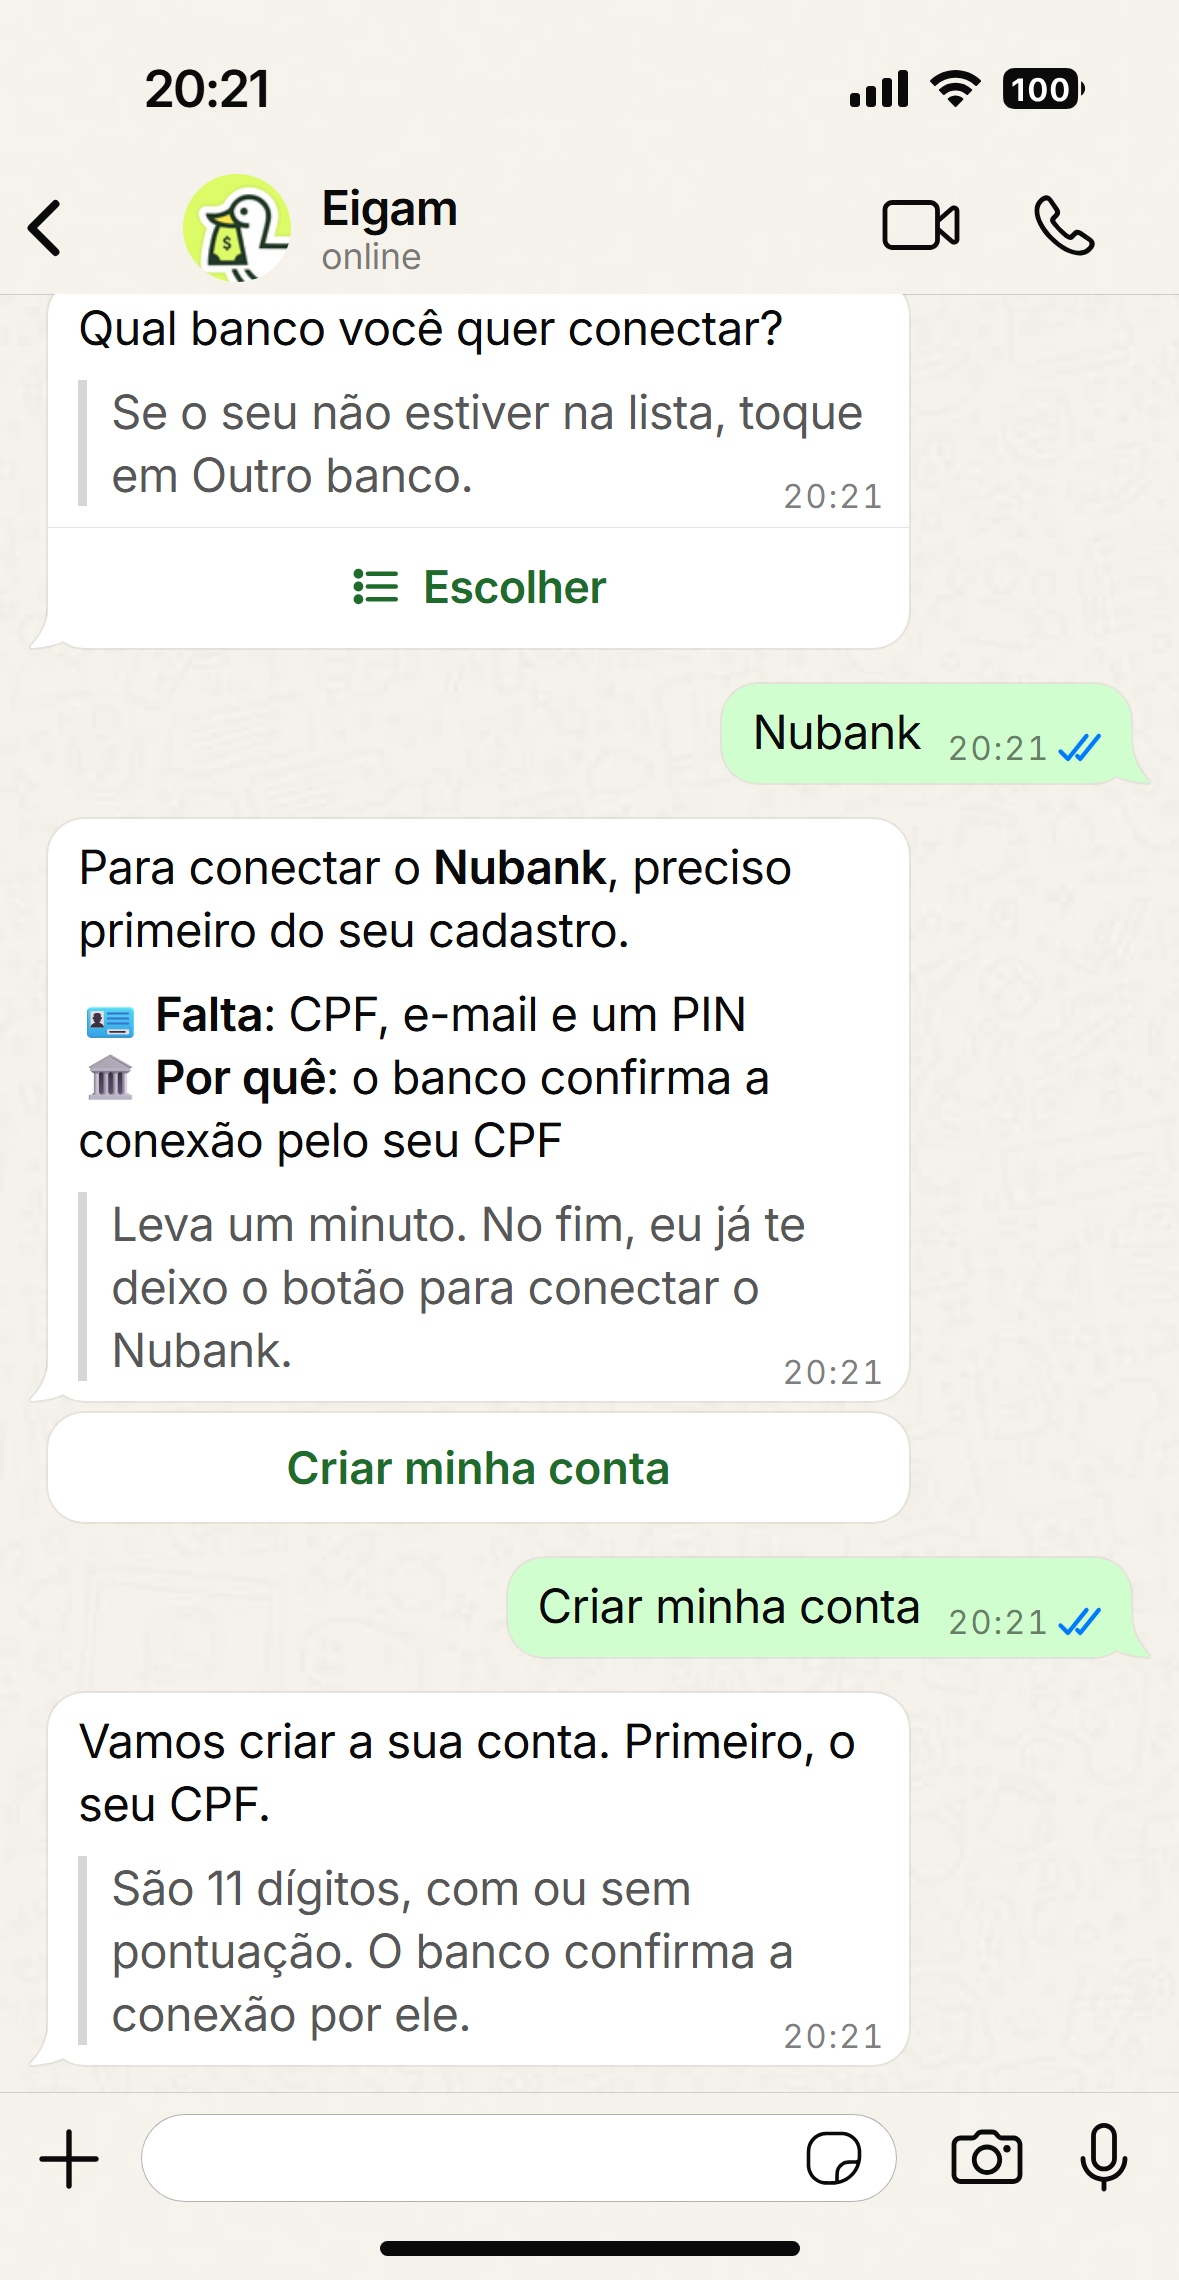 20:21
100
Eigam
online
Qual banco você quer conectar?
Se o seu não estiver na lista, toque
em Outro banco.
20:21
Escolher
Nubank 20:21
Para conectar o Nubank, preciso
primeiro do seu cadastro.
🪪 Falta: CPF, e-mail e um PIN
🏛️ Por quê: o banco confirma a
conexão pelo seu CPF
Leva um minuto. No fim, eu já te
deixo o botão para conectar o
Nubank.
20:21
Criar minha conta
Criar minha conta 20:21
Vamos criar a sua conta. Primeiro, o
seu CPF.
São 11 dígitos, com ou sem
pontuação. O banco confirma a
conexão por ele.
20:21